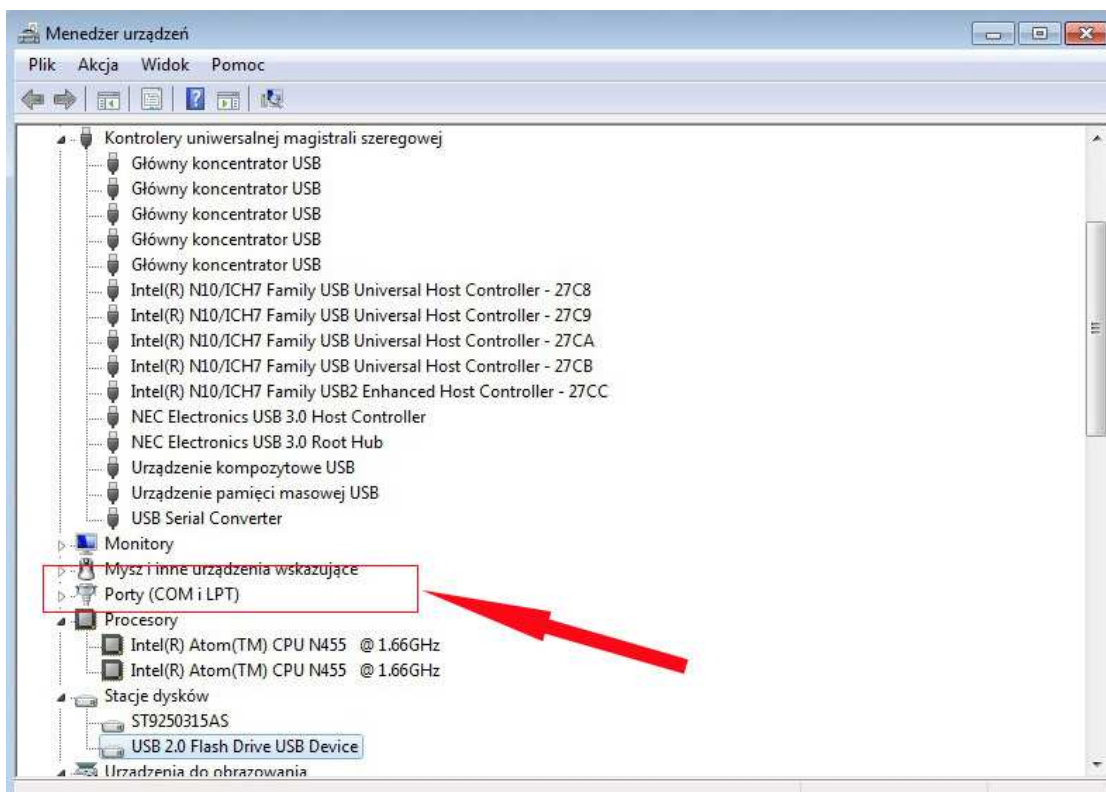 Menedżer urządzeń
Plik Akcja Widok Pomoc
Kontrolery uniwersalnej magistrali szeregowej
Główny koncentrator USB
Główny koncentrator USB
Główny koncentrator USB
Główny koncentrator USB
Główny koncentrator USB
Intel(R) N10/ICH7 Family USB Universal Host Controller - 27C8
Intel(R) N10/ICH7 Family USB Universal Host Controller - 27C9
Intel(R) N10/ICH7 Family USB Universal Host Controller - 27CA
Intel(R) N10/ICH7 Family USB Universal Host Controller - 27CB
Intel(R) N10/ICH7 Family USB2 Enhanced Host Controller - 27CC
NEC Electronics USB 3.0 Host Controller
NEC Electronics USB 3.0 Root Hub
Urządzenie kompozytowe USB
Urządzenie pamięci masowej USB
USB Serial Converter
Monitory
Mysz i inne urządzenia wskazujące
Porty (COM i LPT)
Procesory
Intel(R) Atom(TM) CPU N455 @ 1.66GHz
Intel(R) Atom(TM) CPU N455 @ 1.66GHz
Stacje dysków
ST9250315AS
USB 2.0 Flash Drive USB Device
Urządzenia do obrazowania